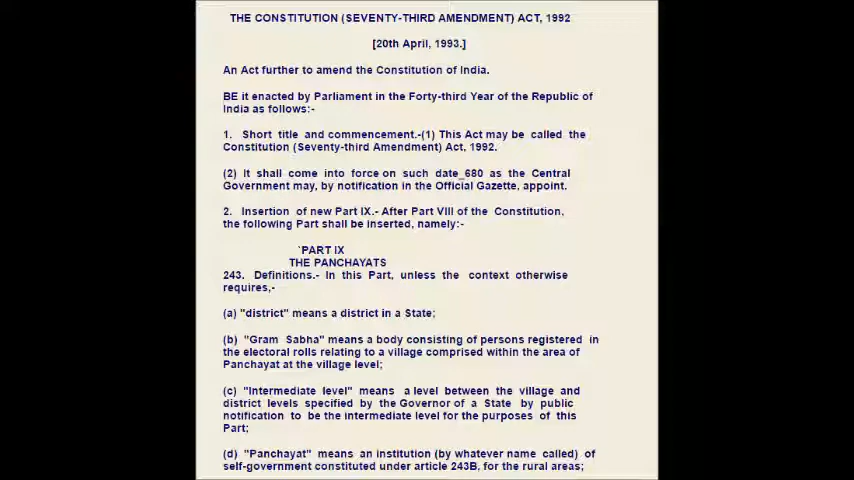 THE CONSTITUTION (SEVENTY-THIRD AMENDMENT) ACT, 1992
[20th April, 1993.]
An Act further to amend the Constitution of India.
BE it enacted by Parliament in the Forty-third Year of the Republic of
India as follows:-
1. Short title and commencement.-(1) This Act may be called the
Constitution (Seventy-third Amendment) Act, 1992.
(2) It shall come into force on such date_680 as the Central
Government may, by notification in the Official Gazette, appoint.
2. Insertion of new Part IX.- After Part VIII of the Constitution,
the following Part shall be inserted, namely:-
`PART IX
THE PANCHAYATS
243. Definitions.- In this Part, unless the context otherwise
requires,-
(a) "district" means a district in a State;
(b) "Gram Sabha" means a body consisting of persons registered in
the electoral rolls relating to a village comprised within the area of
Panchayat at the village level;
(c) "Intermediate level" means a level between the village and
district levels specified by the Governor of a State by public
notification to be the intermediate level for the purposes of this
Part;
(d) "Panchayat" means an institution (by whatever name called) of
self-government constituted under article 243B, for the rural areas;